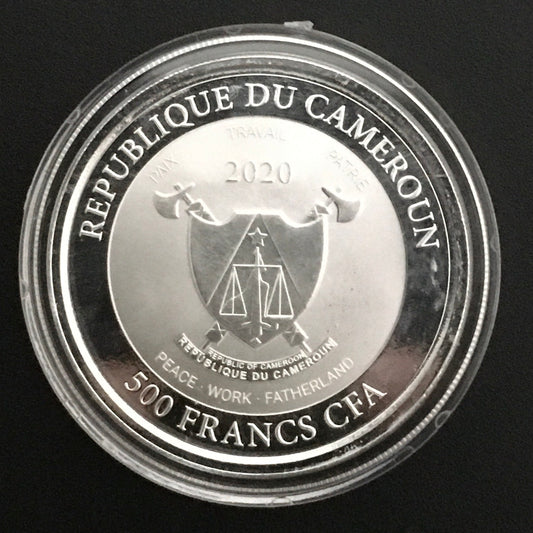 REPUBLIQUE DU CAMEROUN
PAIX TRAVAIL PATRIE
2020
REPUBLIC OF CAMEROON
REPUBLIQUE DU CAMEROUN
PEACE - WORK - FATHERLAND
500 FRANCS CFA